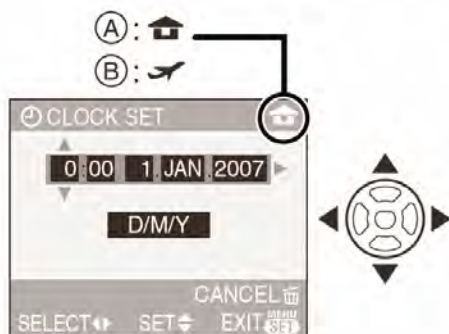 A:
B:
CLOCK SET
0:00 1.JAN.2007
D/M/Y
CANCEL
SELECT SET EXIT MENU SET